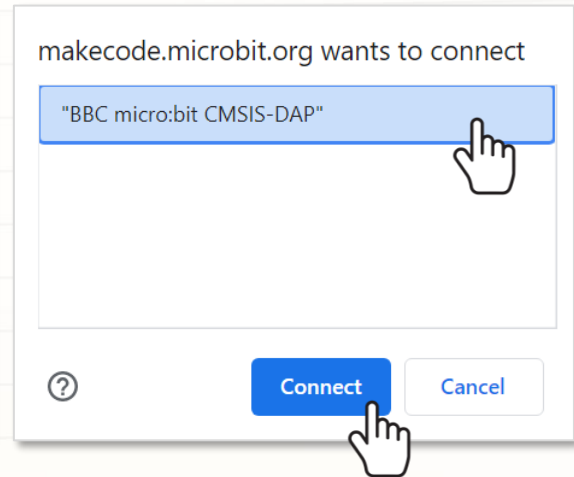 makecode.microbit.org wants to connect
"BBC micro:bit CMSIS-DAP"
Connect
Cancel